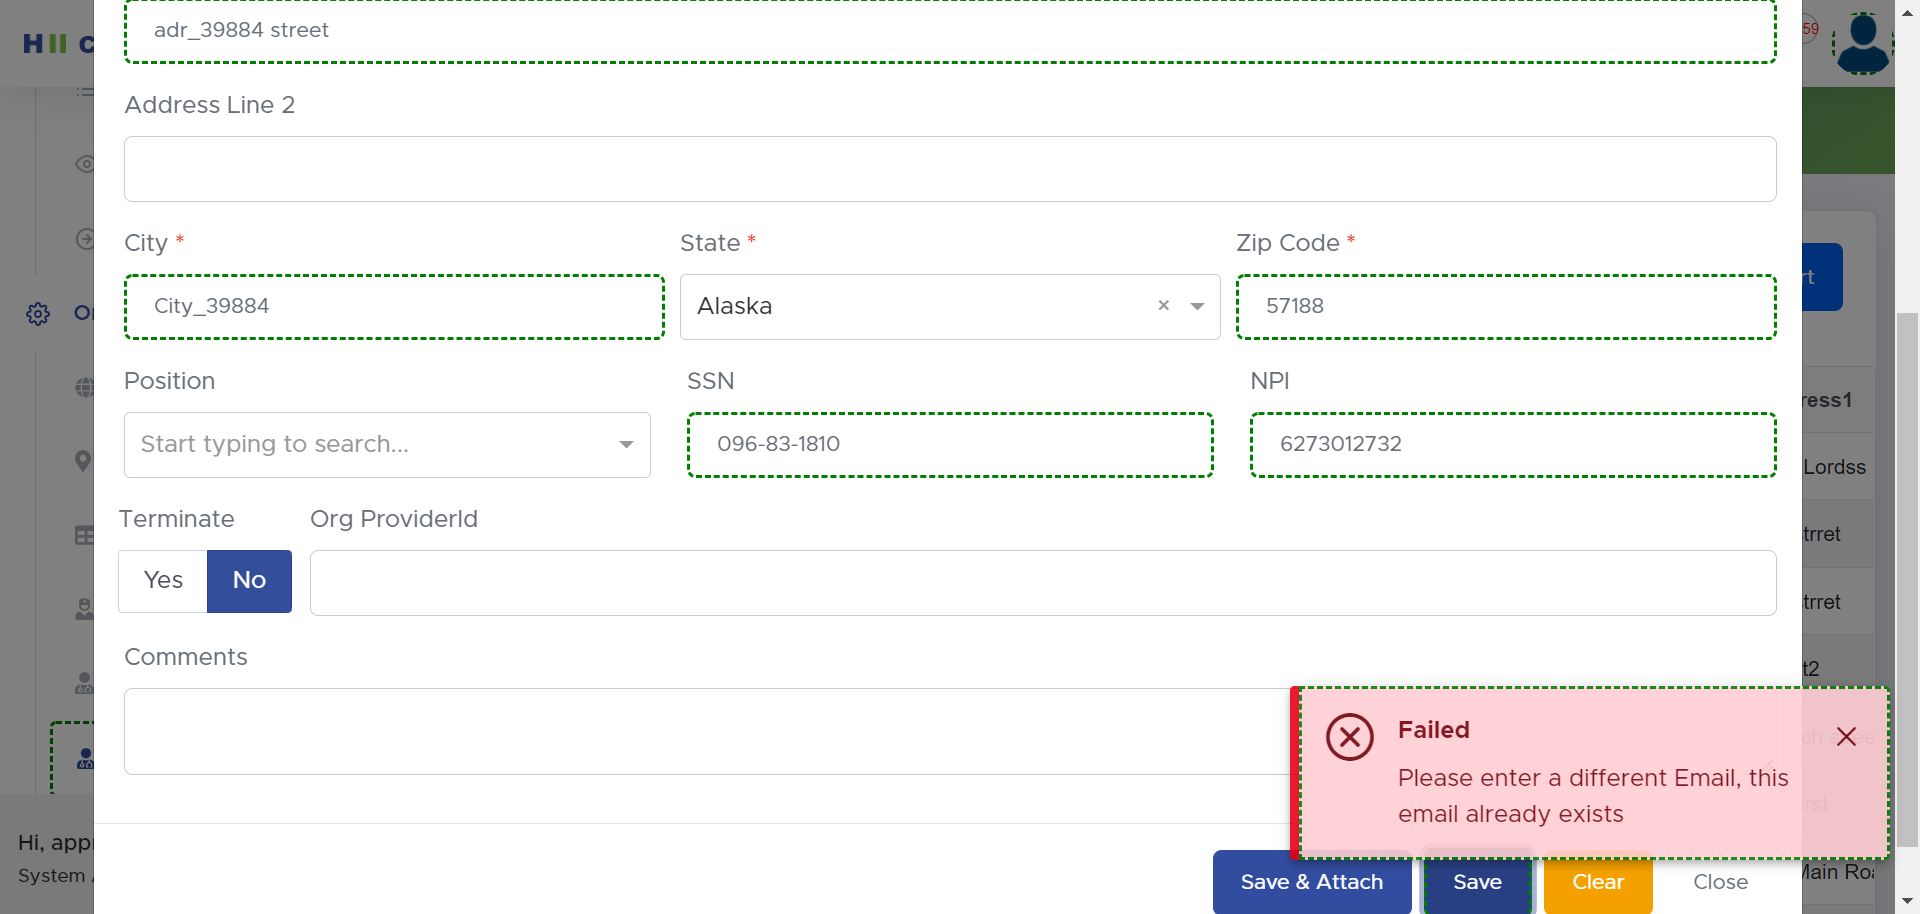 adr_39884 street
59
H C
Address Line 2
City *
State *
Zip Code *
City_39884
Alaska
×
57188
rt
Position
SSN
NPI
ress1
Start typing to search...
096-83-1810
6273012732
Lordss
Terminate
Org ProviderId
trret
Yes
No
trret
Comments
t2
Failed
Please enter a different Email, this
email already exists
Hi, app
System
Main Ro
Save & Attach
Save
Clear
Close